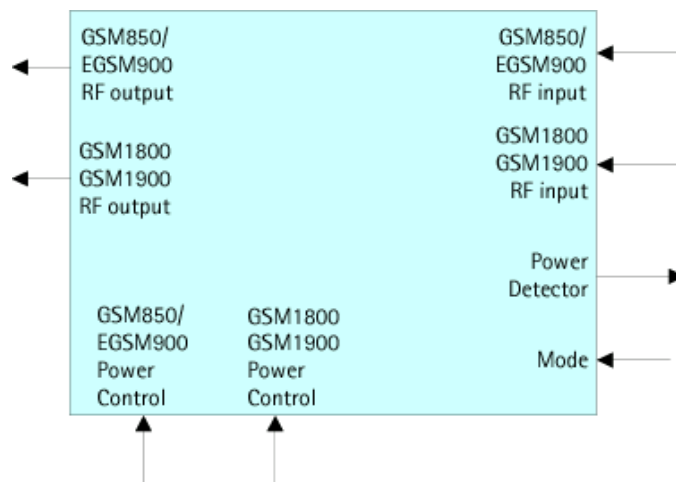 GSM850/
EGSM900
RF output
GSM1800
GSM1900
RF output
GSM850/
EGSM900
RF input
GSM1800
GSM1900
RF input
Power
Detector
Mode
GSM850/
EGSM900
Power
Control
GSM1800
GSM1900
Power
Control